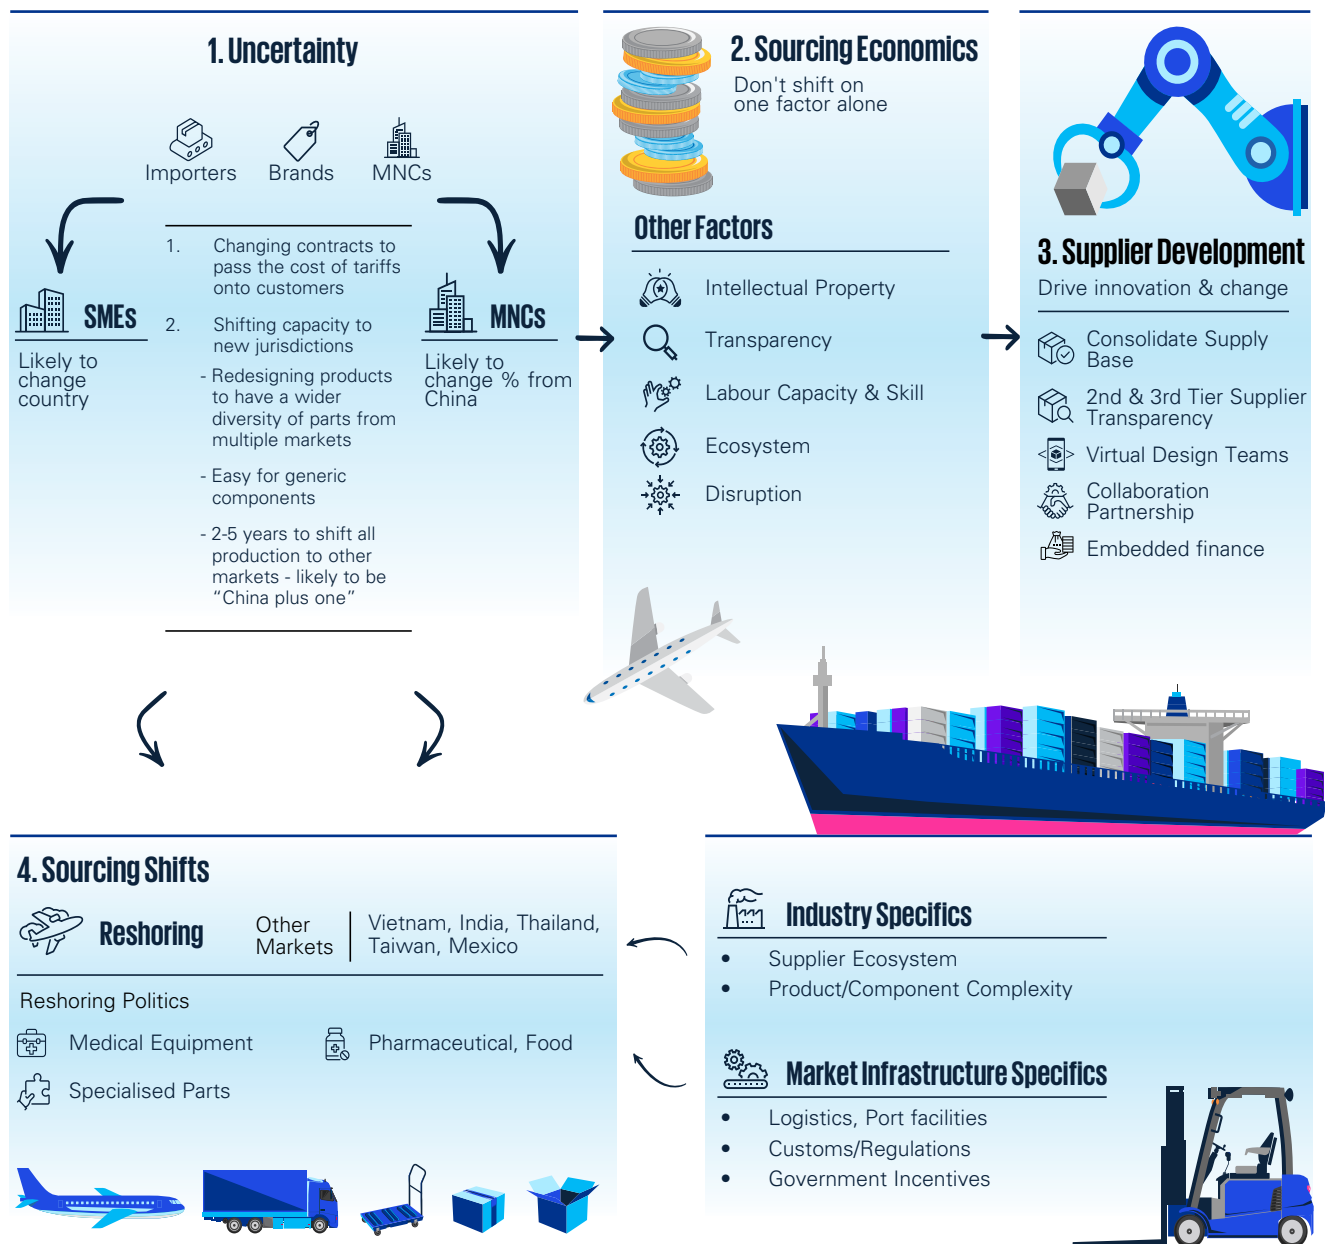 1. Uncertainty
Importers
Brands
MNCs
SMEs
Likely to
change
country
1. Changing contracts to
pass the cost of tariffs
onto customers
2. Shifting capacity to
new jurisdictions
- Redesigning products
to have a wider
diversity of parts from
multiple markets
- Easy for generic
components
- 2-5 years to shift all
production to other
markets - likely to be
“China plus one”
MNCs
Likely to
change % from
China
2. Sourcing Economics
Don't shift on
one factor alone
Other Factors
Intellectual Property
Transparency
Labour Capacity & Skill
Ecosystem
Disruption
3. Supplier Development
Drive innovation & change
Consolidate Supply
Base
2nd & 3rd Tier Supplier
Transparency
Virtual Design Teams
Collaboration
Partnership
Embedded finance
4. Sourcing Shifts
Reshoring
Other
Markets
Vietnam, India, Thailand,
Taiwan, Mexico
Reshoring Politics
Medical Equipment
Pharmaceutical, Food
Specialised Parts
Industry Specifics
• Supplier Ecosystem
• Product/Component Complexity
Market Infrastructure Specifics
• Logistics, Port facilities
• Customs/Regulations
• Government Incentives